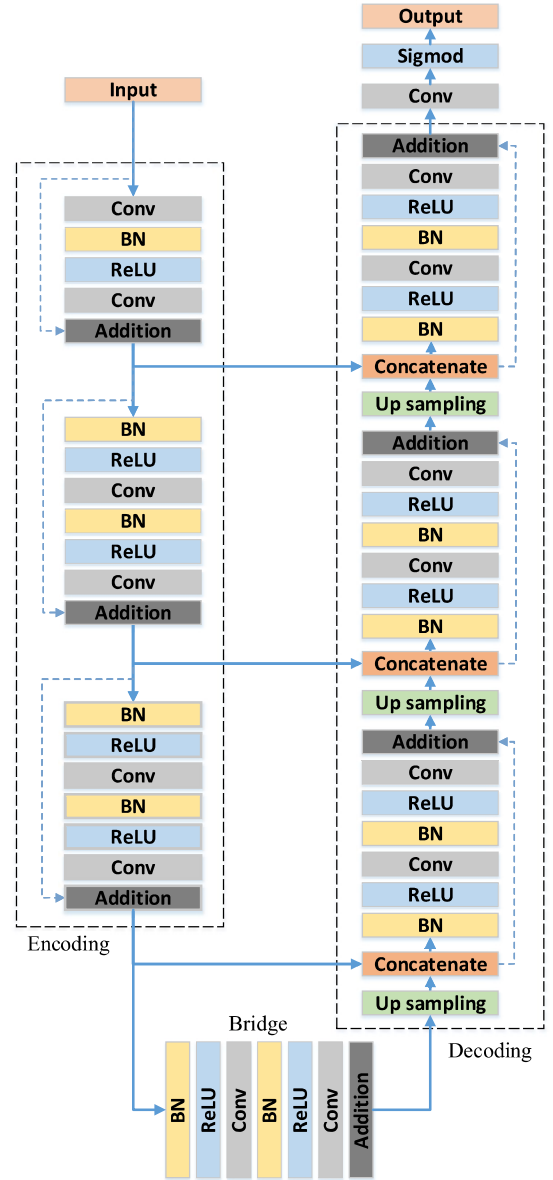 Input
Conv
BN
ReLU
Conv
Addition
BN
ReLU
Conv
BN
ReLU
Conv
Addition
BN
ReLU
Conv
BN
ReLU
Conv
Addition
Encoding
Bridge
BN
ReLU
Conv
BN
ReLU
Conv
Addition
Output
Sigmod
Conv
Addition
Conv
ReLU
BN
Conv
ReLU
BN
Concatenate
Up sampling
Addition
Conv
ReLU
BN
Conv
ReLU
BN
Concatenate
Up sampling
Addition
Conv
ReLU
BN
Conv
ReLU
BN
Concatenate
Up sampling
Decoding